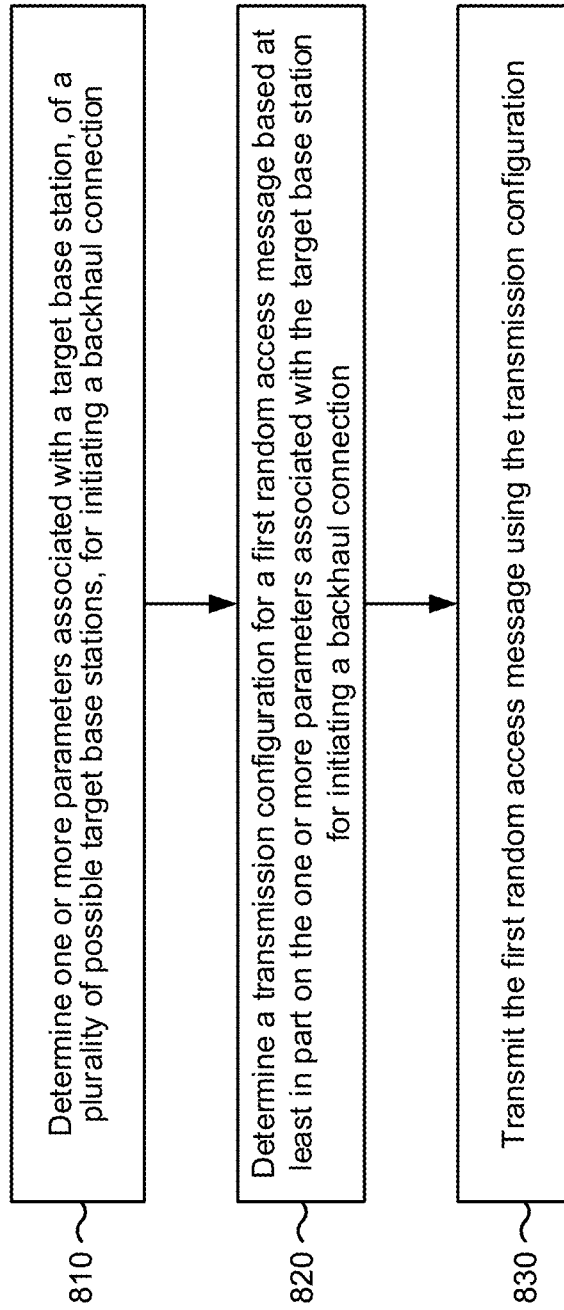 810
Determine one or more parameters associated with a target base station, of a
plurality of possible target base stations, for initiating a backhaul connection
820
Determine a transmission configuration for a first random access message based at
least in part on the one or more parameters associated with the target base station
for initiating a backhaul connection
830
Transmit the first random access message using the transmission configuration